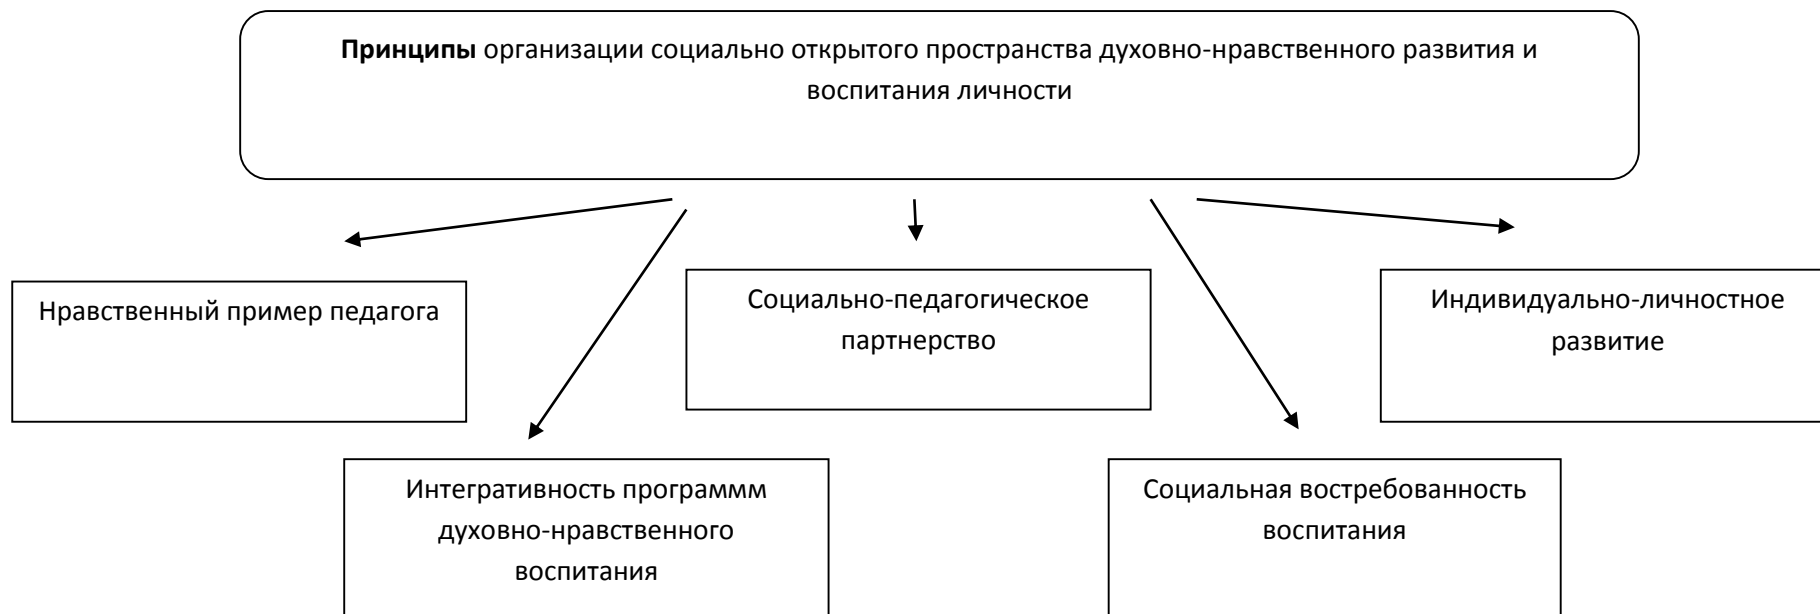 Принципы организации социально открытого пространства духовно-нравственного развития и
воспитания личности
Нравственный пример педагога
Социально-педагогическое
партнерство
Индивидуально-личностное
развитие
Интегративность программм
духовно-нравственного
воспитания
Социальная востребованность
воспитания